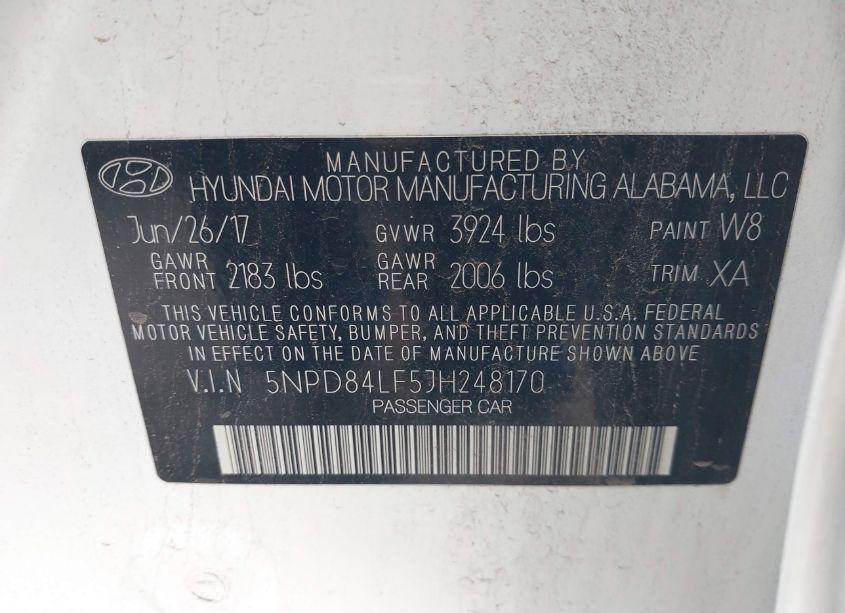 MANUFACTURED BY
HYUNDAI MOTOR MANUFACTURING ALABAMA, LLC
Jun/26/17 GVWR 3924 lbs PAINT W8
GAWR FRONT 2183 lbs GAWR REAR 2006 lbs TRIM XA
THIS VEHICLE CONFORMS TO ALL APPLICABLE U.S.A. FEDERAL
MOTOR VEHICLE SAFETY, BUMPER, AND THEFT PREVENTION STANDARDS
IN EFFECT ON THE DATE OF MANUFACTURE SHOWN ABOVE
V.I.N 5NPD84LF5JH248170
PASSENGER CAR